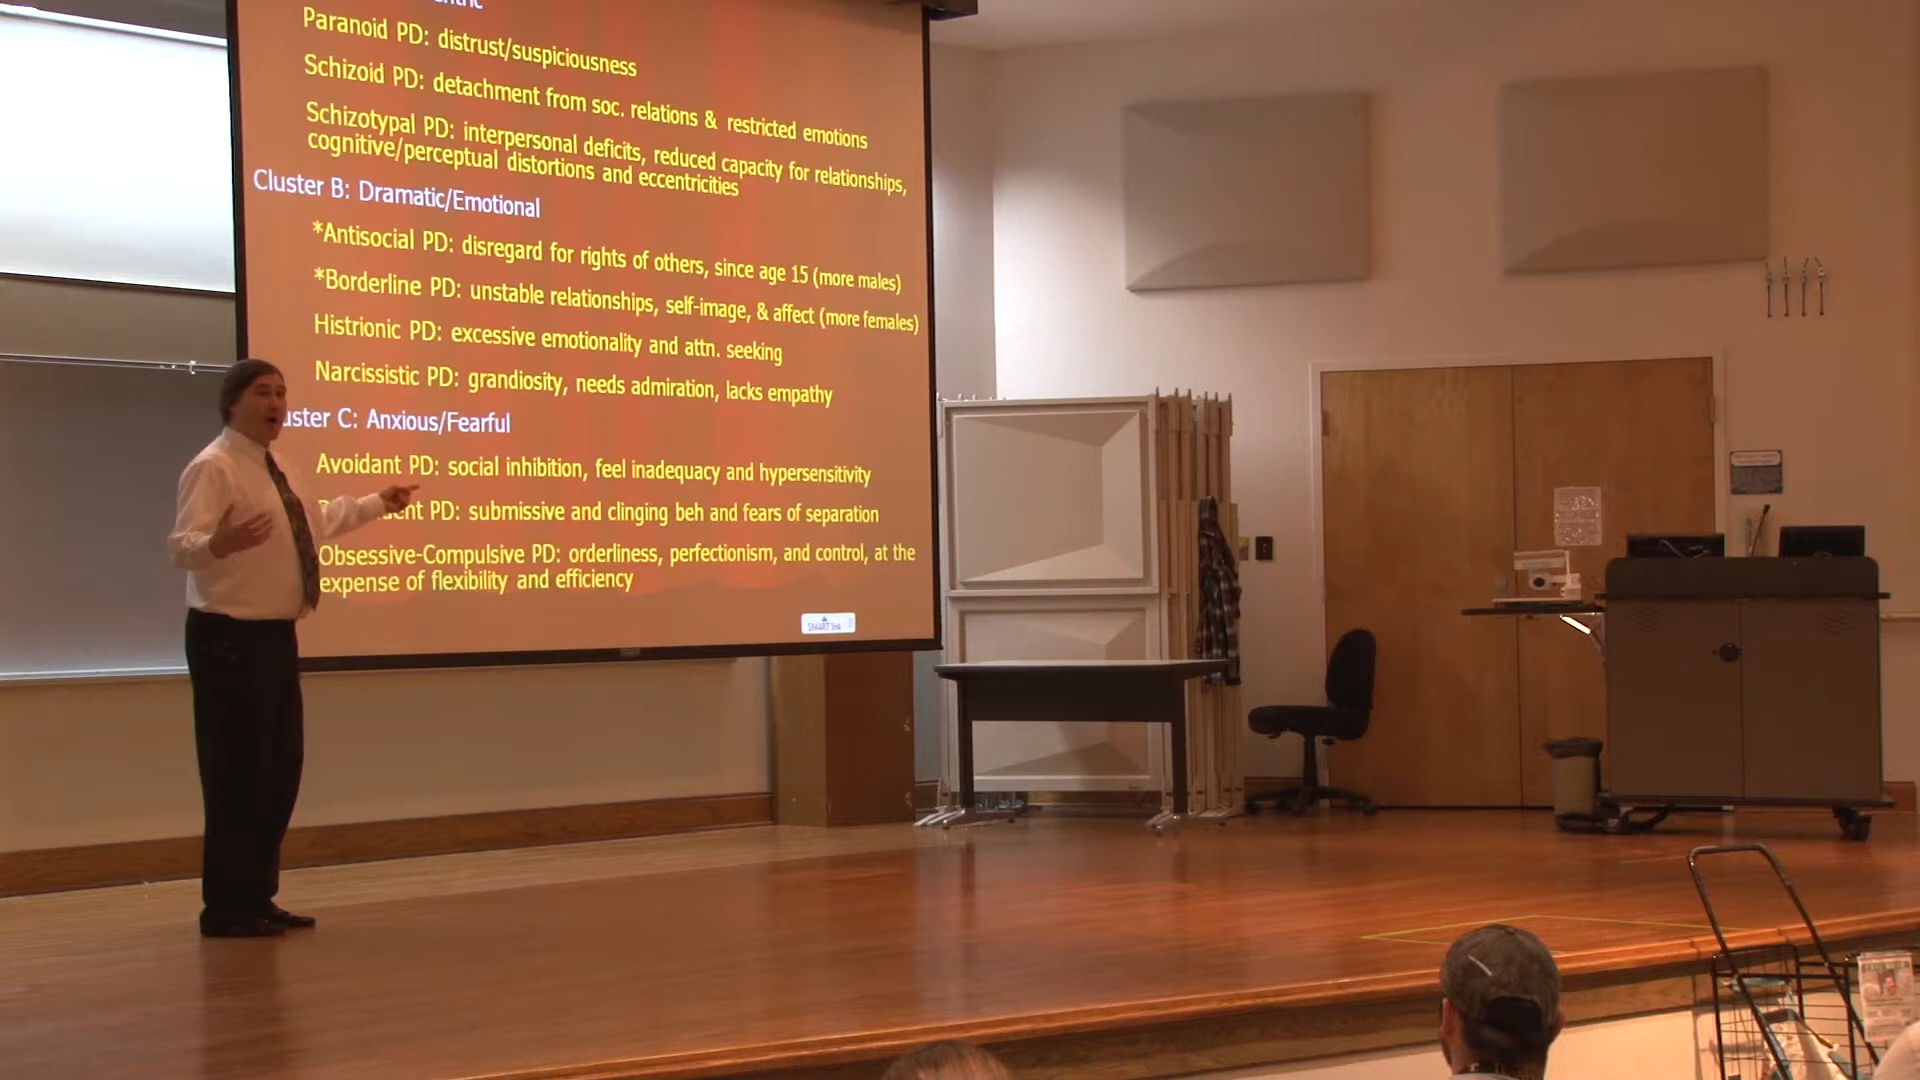 Paranoid PD: distrust/suspiciousness
Schizoid PD: detachment from soc. relations & restricted emotions
Schizotypal PD: interpersonal deficits, reduced capacity for relationships,
cognitive/perceptual distortions and eccentricities
Cluster B: Dramatic/Emotional
*Antisocial PD: disregard for rights of others, since age 15 (more males)
*Borderline PD: unstable relationships, self-image, & affect (more females)
Histrionic PD: excessive emotionality and attn. seeking
Narcissistic PD: grandiosity, needs admiration, lacks empathy
C: Anxious/Fearful
Avoidant PD: social inhibition, feel inadequacy and hypersensitivity
PD: submissive and clinging beh and fears of separation
Obsessive-Compulsive PD: orderliness, perfectionism, and control, at the
expense of flexibility and efficiency
SMART